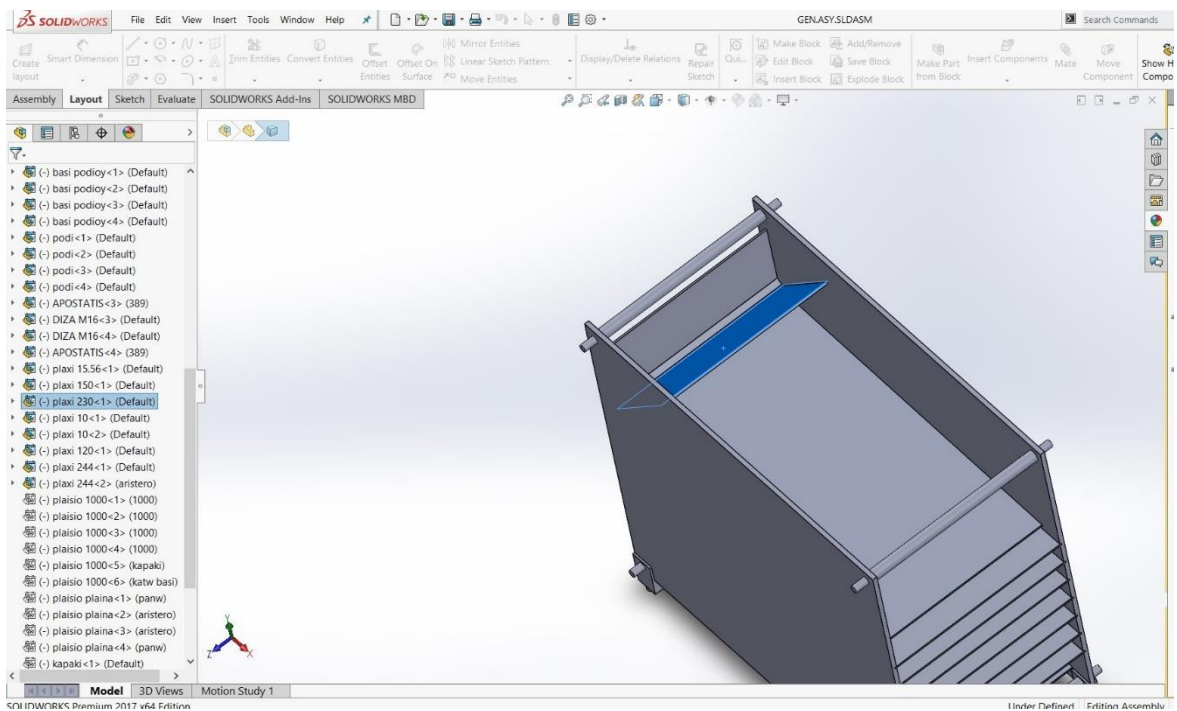 SOLIDWORKS File Edit View Insert Tools Window Help GEN.ASY.SLDASM Search Commands
Create layout Smart Dimension Trim Entities Convert Entities Offset Entities Offset On Surface Mirror Entities Linear Sketch Pattern Move Entities Display/Delete Relations Repair Sketch Qui... Make Block Edit Block Insert Block Add/Remove Save Block Explode Block Make Part from Block Insert Components Mate Move Component Show H Compo
Assembly Layout Sketch Evaluate SOLIDWORKS Add-Ins SOLIDWORKS MBD
(-) basi podioy<1> (Default)
(-) basi podioy<2> (Default)
(-) basi podioy<3> (Default)
(-) basi podioy<4> (Default)
(-) podi<1> (Default)
(-) podi<2> (Default)
(-) podi<3> (Default)
(-) podi<4> (Default)
(-) APOSTATIS<3> (389)
(-) DIZA M16<3> (Default)
(-) DIZA M16<4> (Default)
(-) APOSTATIS<4> (389)
(-) plaxi 15.56<1> (Default)
(-) plaxi 150<1> (Default)
(-) plaxi 230<1> (Default)
(-) plaxi 10<1> (Default)
(-) plaxi 10<2> (Default)
(-) plaxi 120<1> (Default)
(-) plaxi 244<1> (Default)
(-) plaxi 244<2> (aristero)
(-) plaisio 1000<1> (1000)
(-) plaisio 1000<2> (1000)
(-) plaisio 1000<3> (1000)
(-) plaisio 1000<4> (1000)
(-) plaisio 1000<5> (kapaki)
(-) plaisio 1000<6> (katw basi)
(-) plaisio plaina<1> (panw)
(-) plaisio plaina<2> (aristero)
(-) plaisio plaina<3> (aristero)
(-) plaisio plaina<4> (panw)
(-) kapaki<1> (Default)
Y
Z X
Model 3D Views Motion Study 1
SOLIDWORKS Premium 2017 x64 Edition Under Defined Editing Assembly